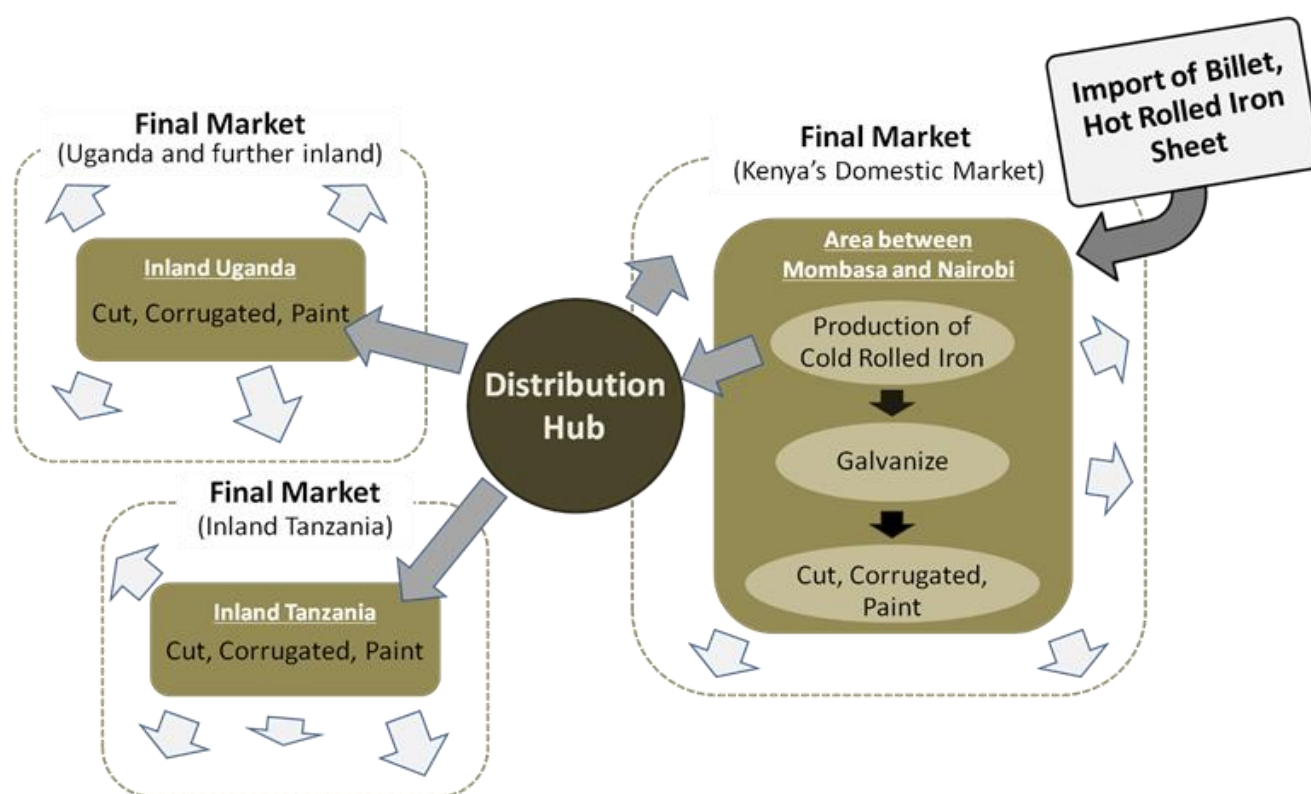 Final Market
(Uganda and further inland)
Inland Uganda
Cut, Corrugated, Paint
Final Market
(Inland Tanzania)
Inland Tanzania
Cut, Corrugated, Paint
Distribution
Hub
Final Market
(Kenya's Domestic Market)
Area between
Mombasa and Nairobi
Production of
Cold Rolled Iron
Galvanize
Cut, Corrugated,
Paint
Import of Billet,
Hot Rolled Iron
Sheet